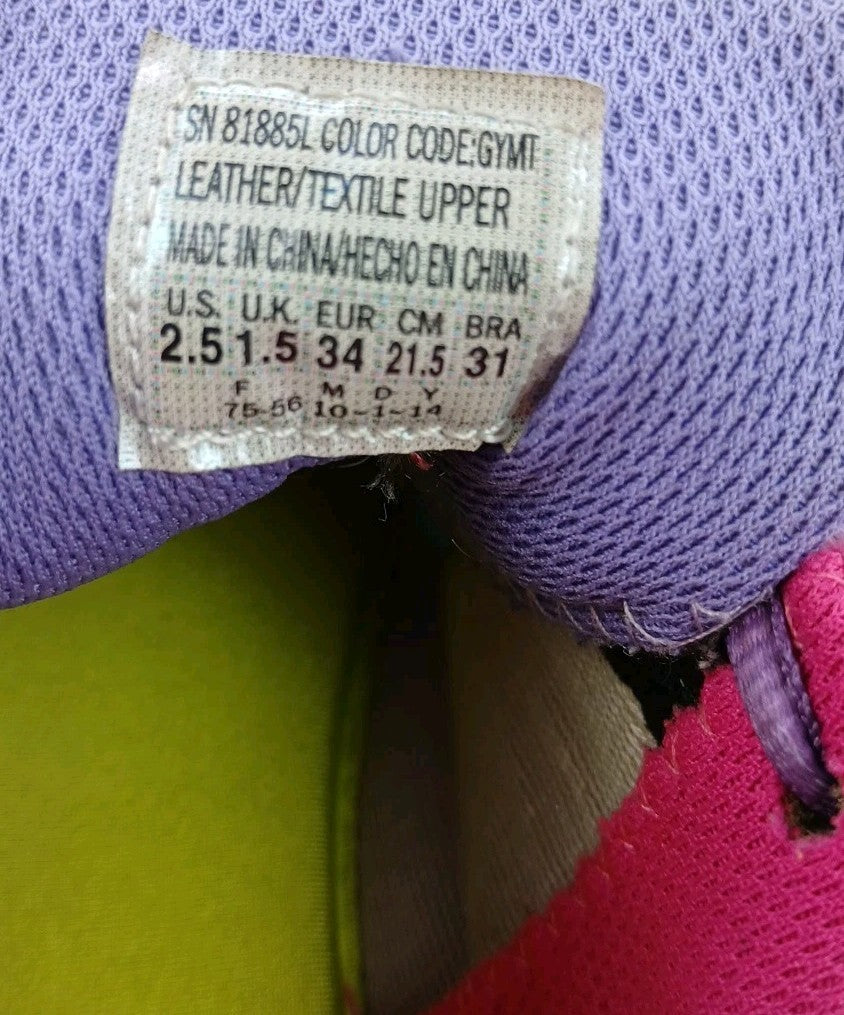 SN 81885L COLOR CODE:GYMT
LEATHER/TEXTILE UPPER
MADE IN CHINA/HECHO EN CHINA
U.S. U.K. EUR CM BRA
2.5 1.5 34 21.5 31
F M D Y
75-56 10-1-14